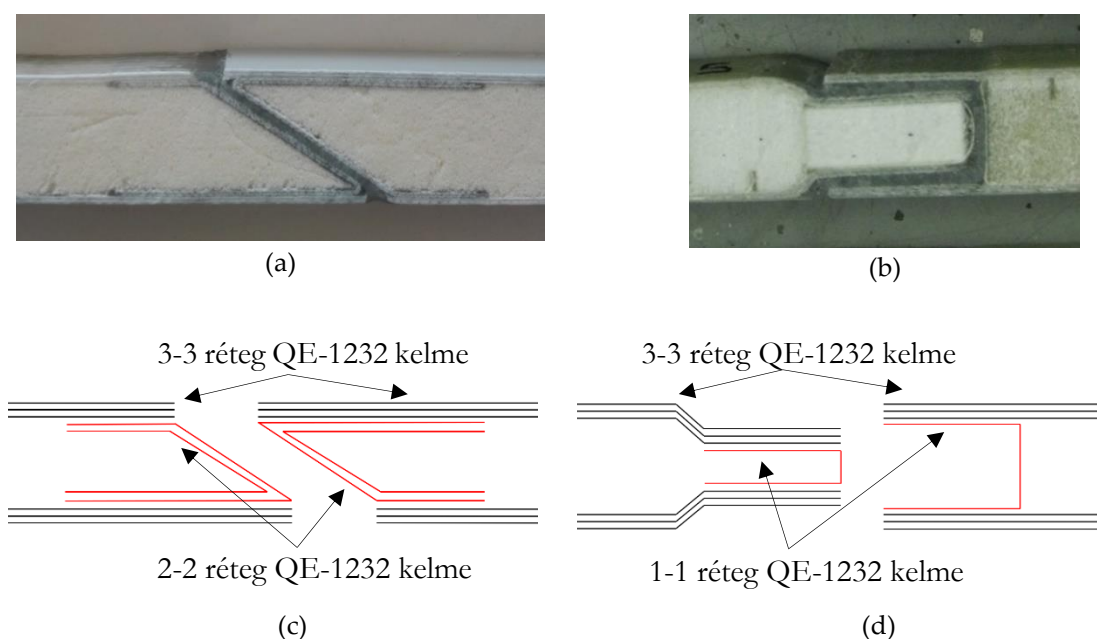 (a)
(b)
3-3 réteg QE-1232 kelme
2-2 réteg QE-1232 kelme
(c)
3-3 réteg QE-1232 kelme
1-1 réteg QE-1232 kelme
(d)